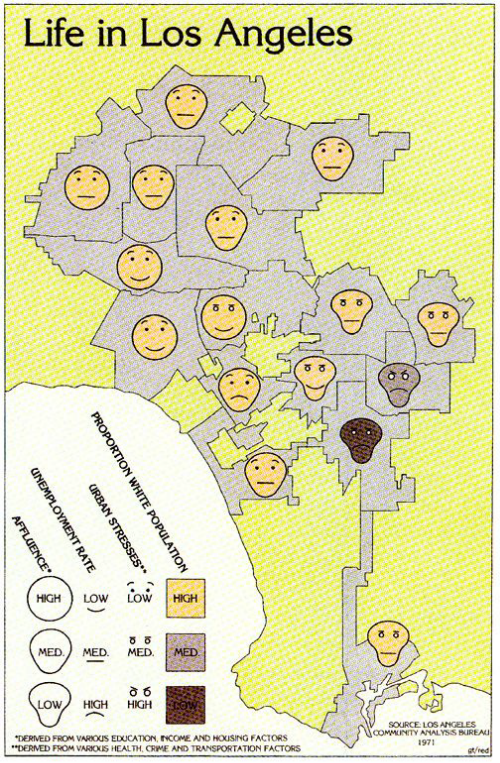 Life in Los Angeles
AFFLUENCE*
UNEMPLOYMENT RATE
URBAN STRESSES**
PROPORTION WHITE POPULATION
HIGH LOW LOW HIGH
MED. MED. MED. MED.
LOW HIGH HIGH LOW
*DERIVED FROM VARIOUS EDUCATION, INCOME AND HOUSING FACTORS
**DERIVED FROM VARIOUS HEALTH, CRIME AND TRANSPORTATION FACTORS
SOURCE: LOS ANGELES
COMMUNITY ANALYSIS BUREAU
1971
gf/red